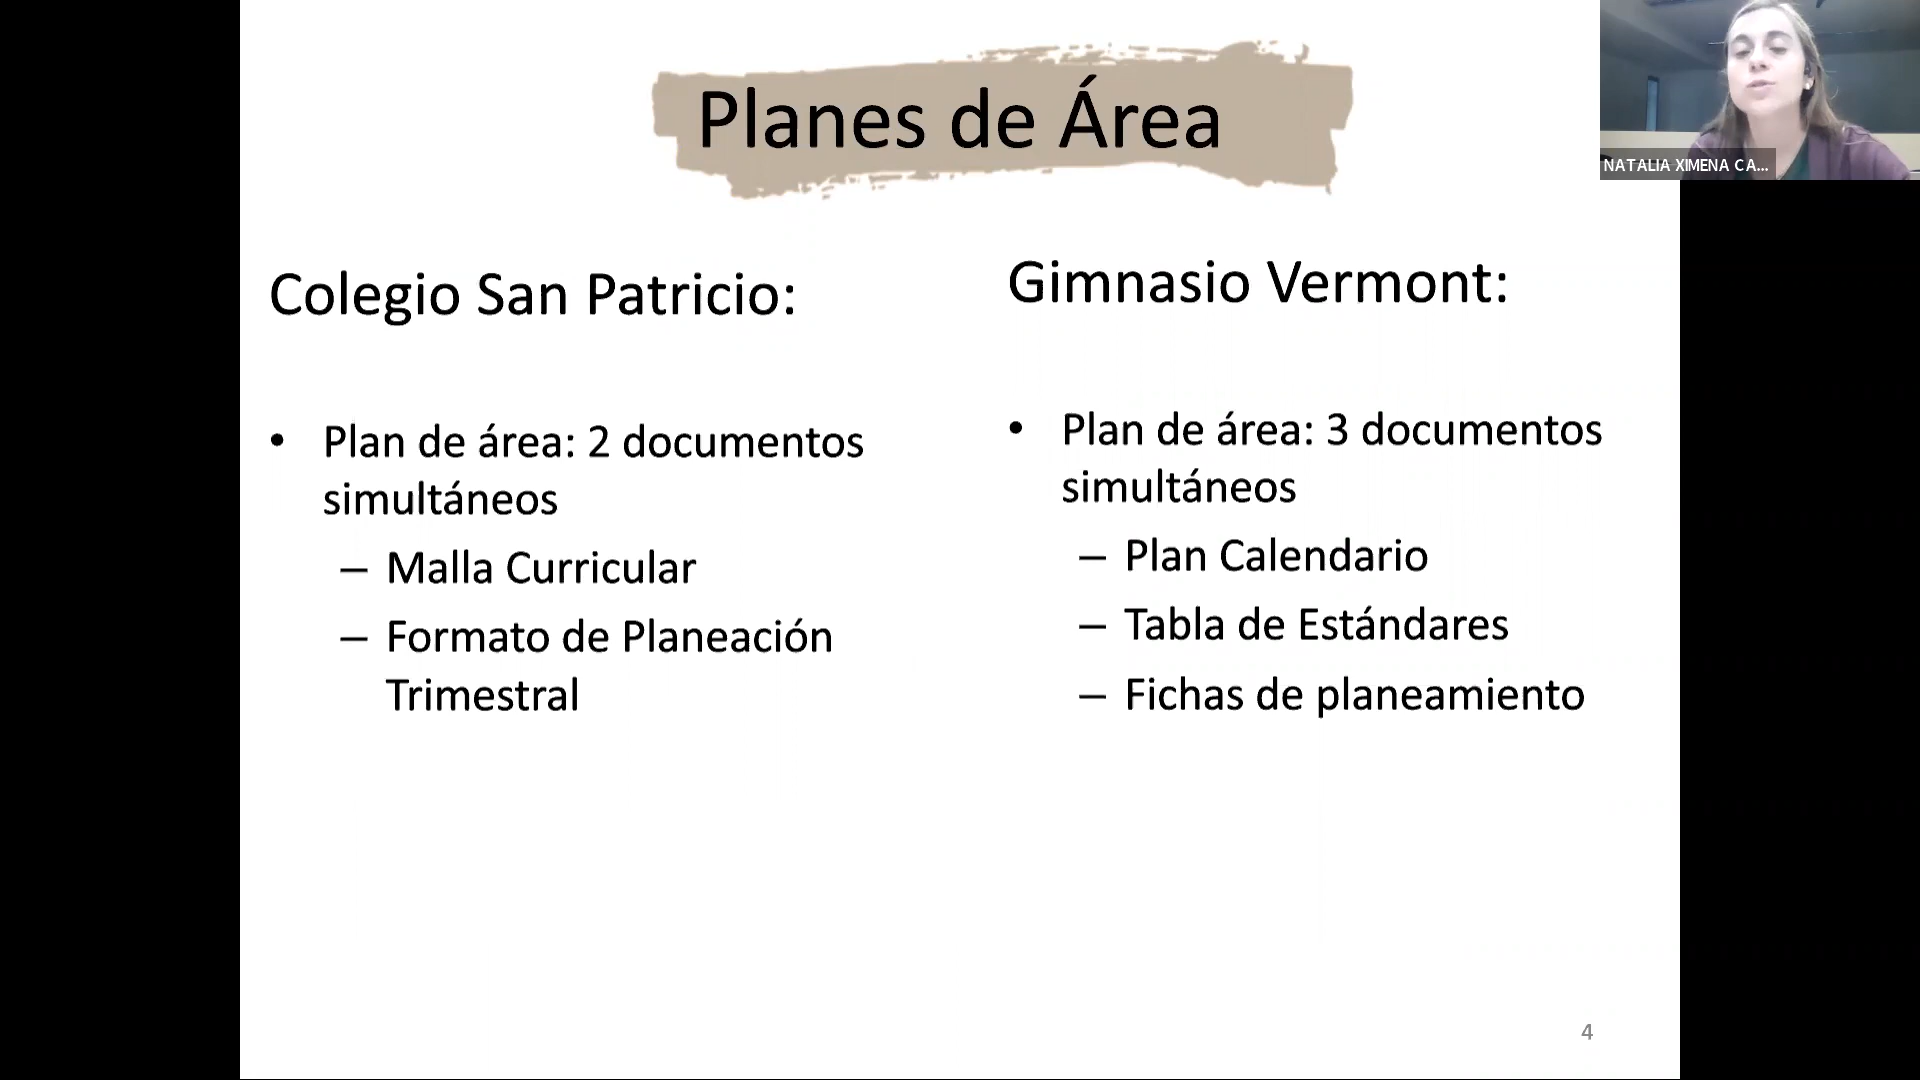 Planes de Área
NATALIA XIMENA CA...
Colegio San Patricio:
• Plan de área: 2 documentos
simultáneos
– Malla Curricular
– Formato de Planeación
Trimestral
Gimnasio Vermont:
• Plan de área: 3 documentos
simultáneos
– Plan Calendario
– Tabla de Estándares
– Fichas de planeamiento
4